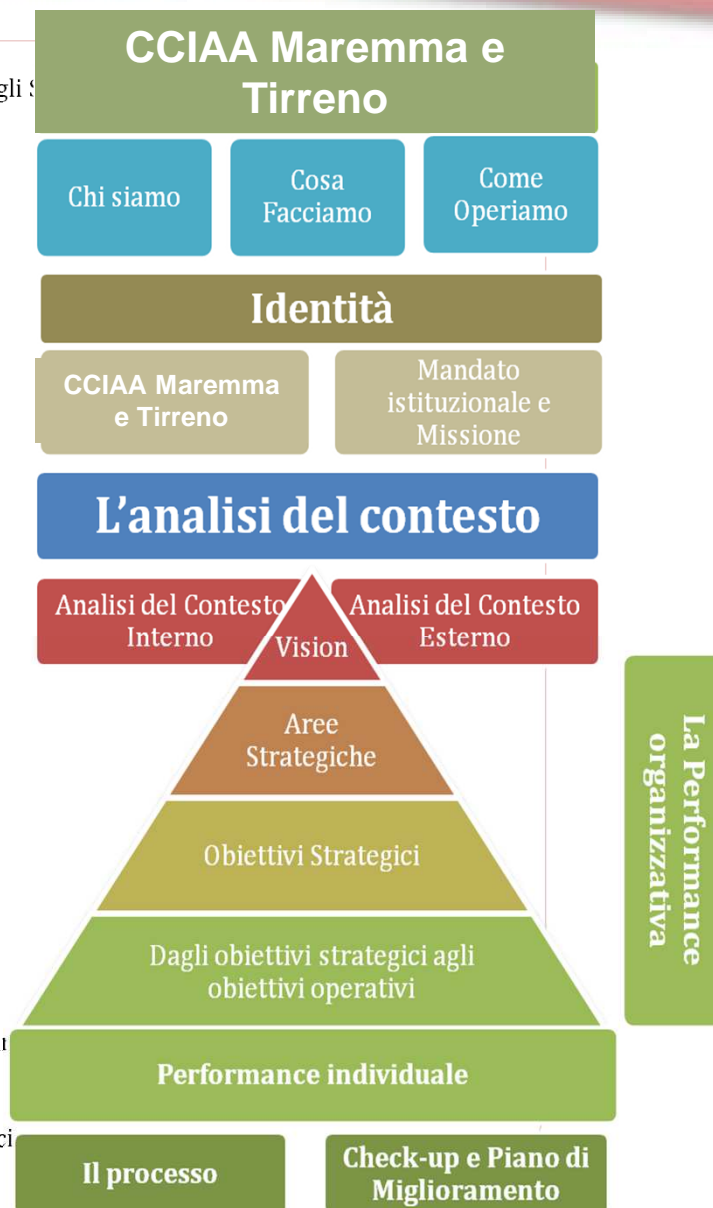 CCIAA Maremma e
Tirreno
gli
Chi siamo
Cosa
Facciamo
Come
Operiamo
Identità
CCIAA Maremma
e Tirreno
Mandato
istituzionale e
Missione
L'analisi del contesto
Analisi del Contesto
Interno
Analisi del Contesto
Esterno
Vision
Aree
Strategiche
Obiettivi Strategici
Dagli obiettivi strategici agli
obiettivi operativi
La Performance
organizzativa
Performance individuale
ci
Il processo
Check-up e Piano di
Miglioramento